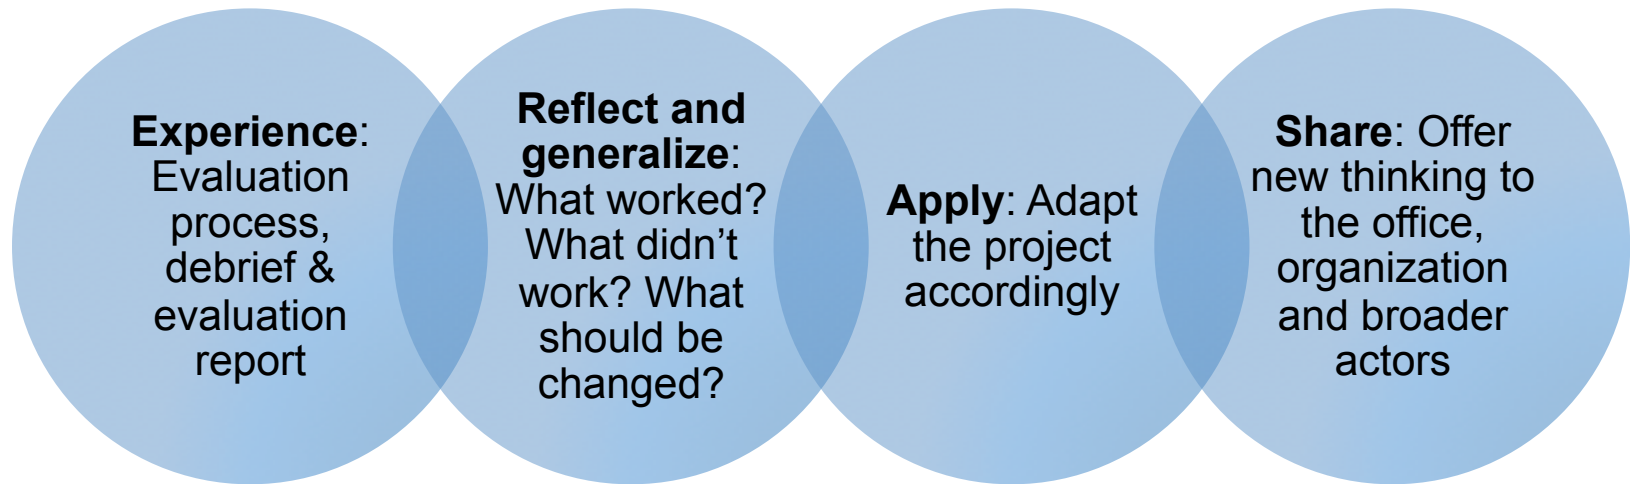 Experience:
Evaluation
process,
debrief &
evaluation
report
Reflect and
generalize:
What worked?
What didn’t
work? What
should be
changed?
Apply: Adapt
the project
accordingly
Share: Offer
new thinking to
the office,
organization
and broader
actors